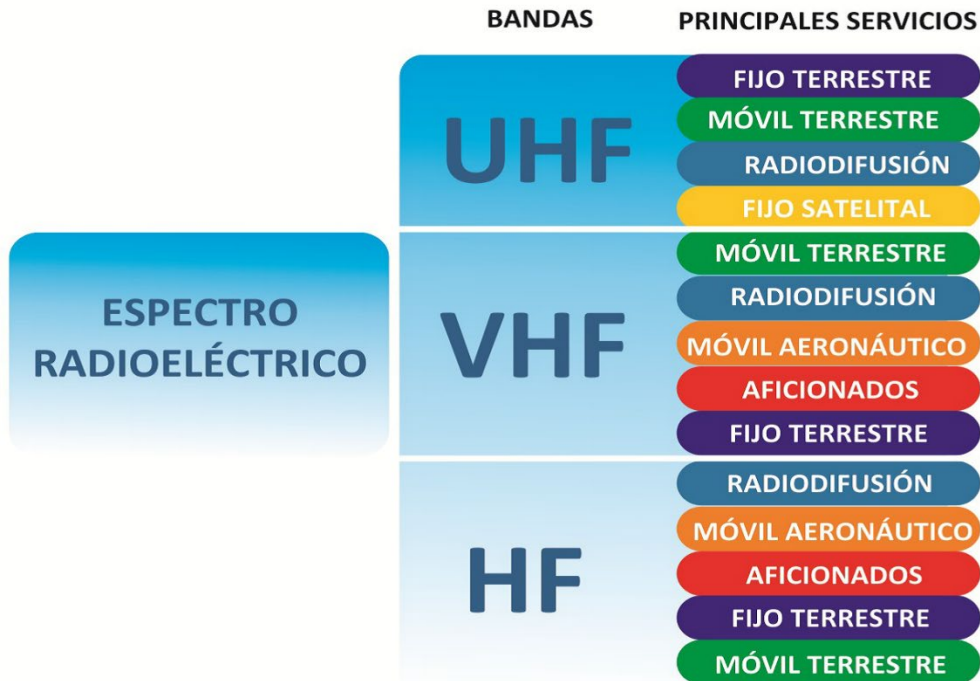 BANDAS
PRINCIPALES SERVICIOS
ESPECTRO
RADIOELÉCTRICO
UHF
FIJO TERRESTRE
MÓVIL TERRESTRE
RADIODIFUSIÓN
FIJO SATELITAL
VHF
MÓVIL TERRESTRE
RADIODIFUSIÓN
MÓVIL AERONÁUTICO
AFICIONADOS
FIJO TERRESTRE
HF
RADIODIFUSIÓN
MÓVIL AERONÁUTICO
AFICIONADOS
FIJO TERRESTRE
MÓVIL TERRESTRE